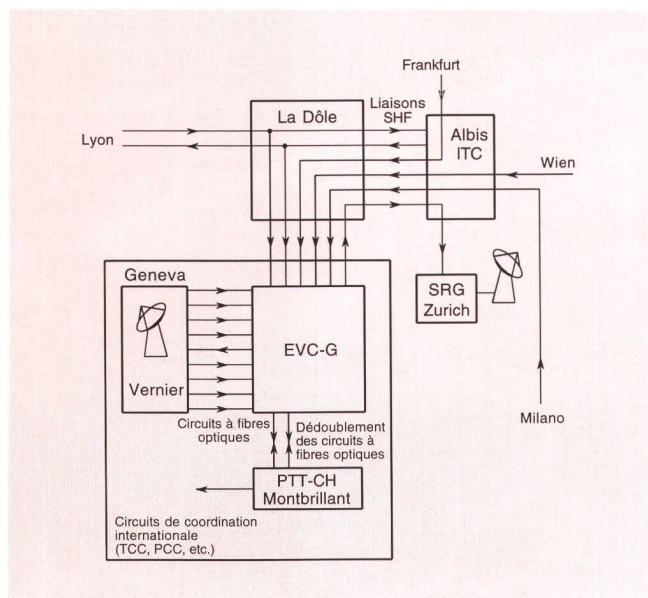 Frankfurt
La Dôle
Liaisons
SHF
Albis
ITC
Lyon
Wien
Geneva
SRG
Zurich
EVC-G
Vernier
Milano
Circuits à fibres
optiques
Dédoublement
des circuits à
fibres optiques
PTT-CH
Montbrillant
Circuits de coordination
internationale
(TCC, PCC, etc.)